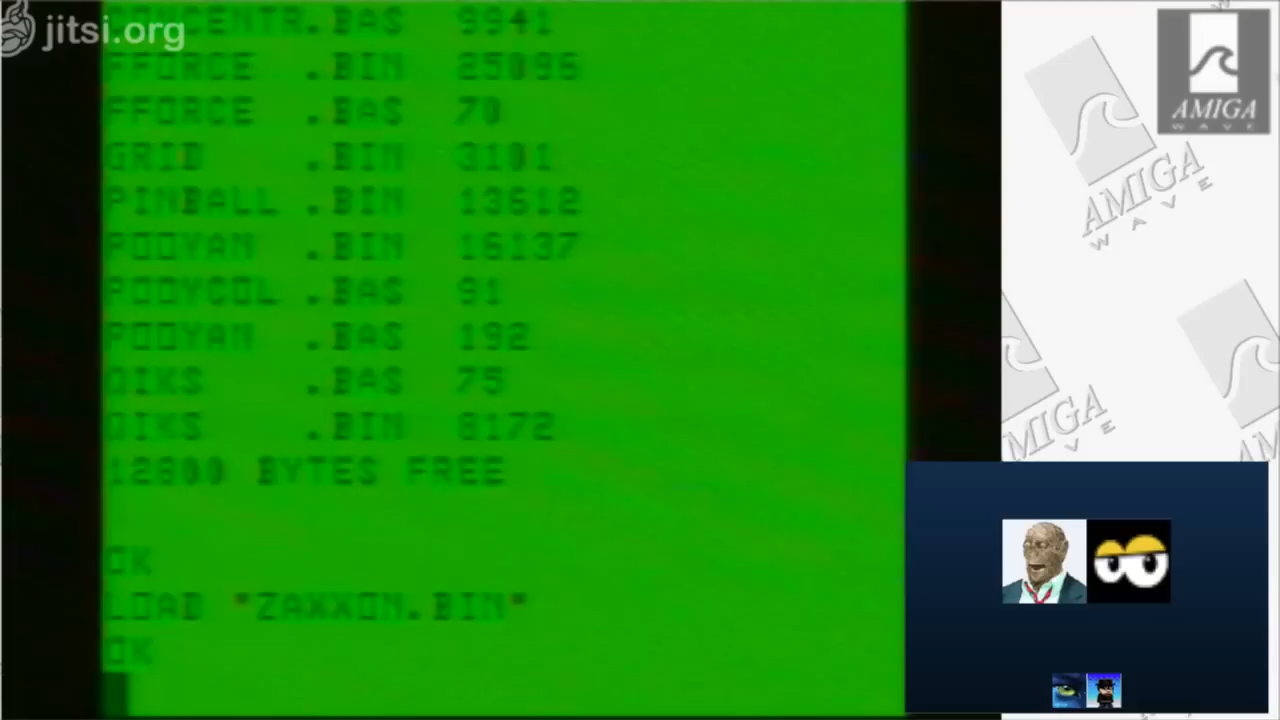 jitsi.org
CONCENTR.BAS 9941
FFORCE .BIN 25096
FFORCE .BAS 70
GRID .BIN 3101
PINBALL .BIN 13612
POOYAN .BIN 16137
POOYCOL .BAS 91
POOYAN .BAS 192
QIKS .BAS 75
QIKS .BIN 8172
12800 BYTES FREE
OK
LOAD "ZAXXON.BIN"
OK
AMIGA
WAVE
AMIGA
WAVE
AMIGA